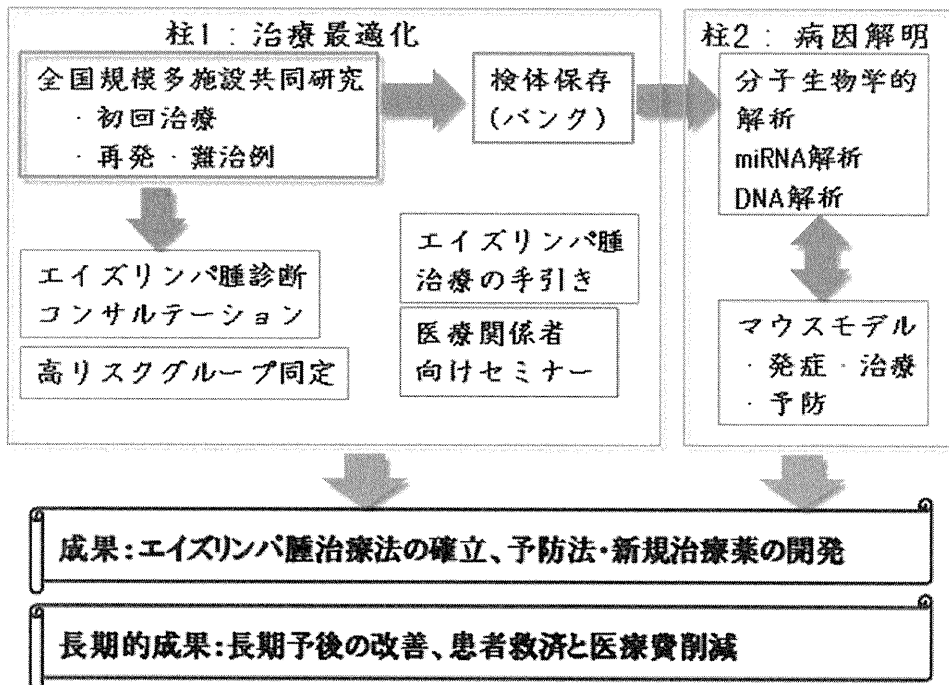 柱1：治療最適化
全国規模多施設共同研究
・初回治療
・再発・難治例
検体保存
(バンク)
エイズリンパ腫診断
コンサルテーション
高リスクグループ同定
エイズリンパ腫
治療の手引き
医療関係者
向けセミナー
柱2：病因解明
分子生物学的
解析
miRNA解析
DNA解析
マウスモデル
・発症・治療
・予防
成果：エイズリンパ腫治療法の確立、予防法・新規治療薬の開発
長期的成果：長期予後の改善、患者救済と医療費削減